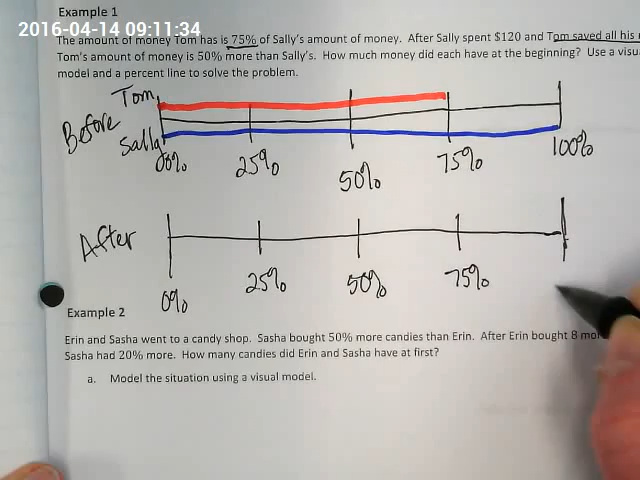 Example 1
2016-04-14 09:11:34
The amount of money Tom has is 75% of Sally's amount of money. After Sally spent $120 and Tom saved all his
Tom's amount of money is 50% more than Sally's. How much money did each have at the beginning? Use a
model and a percent line to solve the problem.
Before
Tom
Sally
0% 25% 50% 75% 100%
After
0% 25% 50% 75%
Example 2
Erin and Sasha went to a candy shop. Sasha bought 50% more candies than Erin. After Erin bought 8
Sasha had 20% more. How many candies did Erin and Sasha have at first?
a. Model the situation using a visual model.